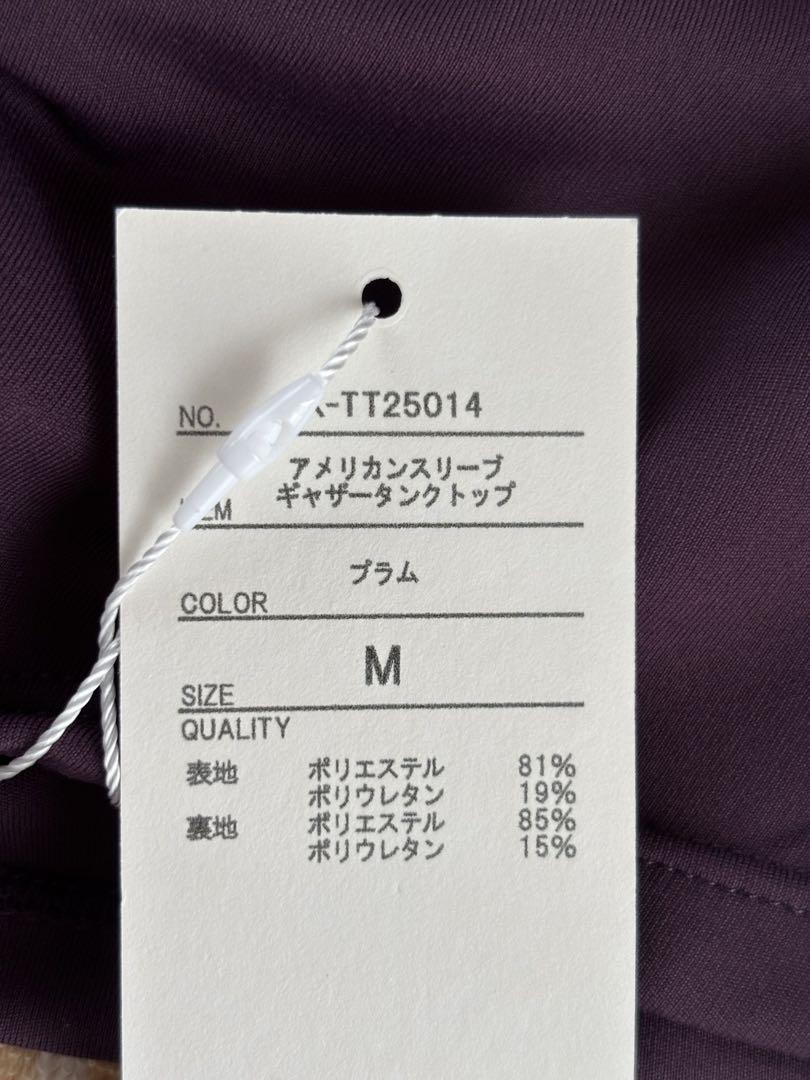 NO. -TT25014
アメリカンスリーブ
ギャザータンクトップ
プラム
COLOR
M
SIZE
QUALITY
表地 ポリエステル 81%
ポリウレタン 19%
裏地 ポリエステル 85%
ポリウレタン 15%